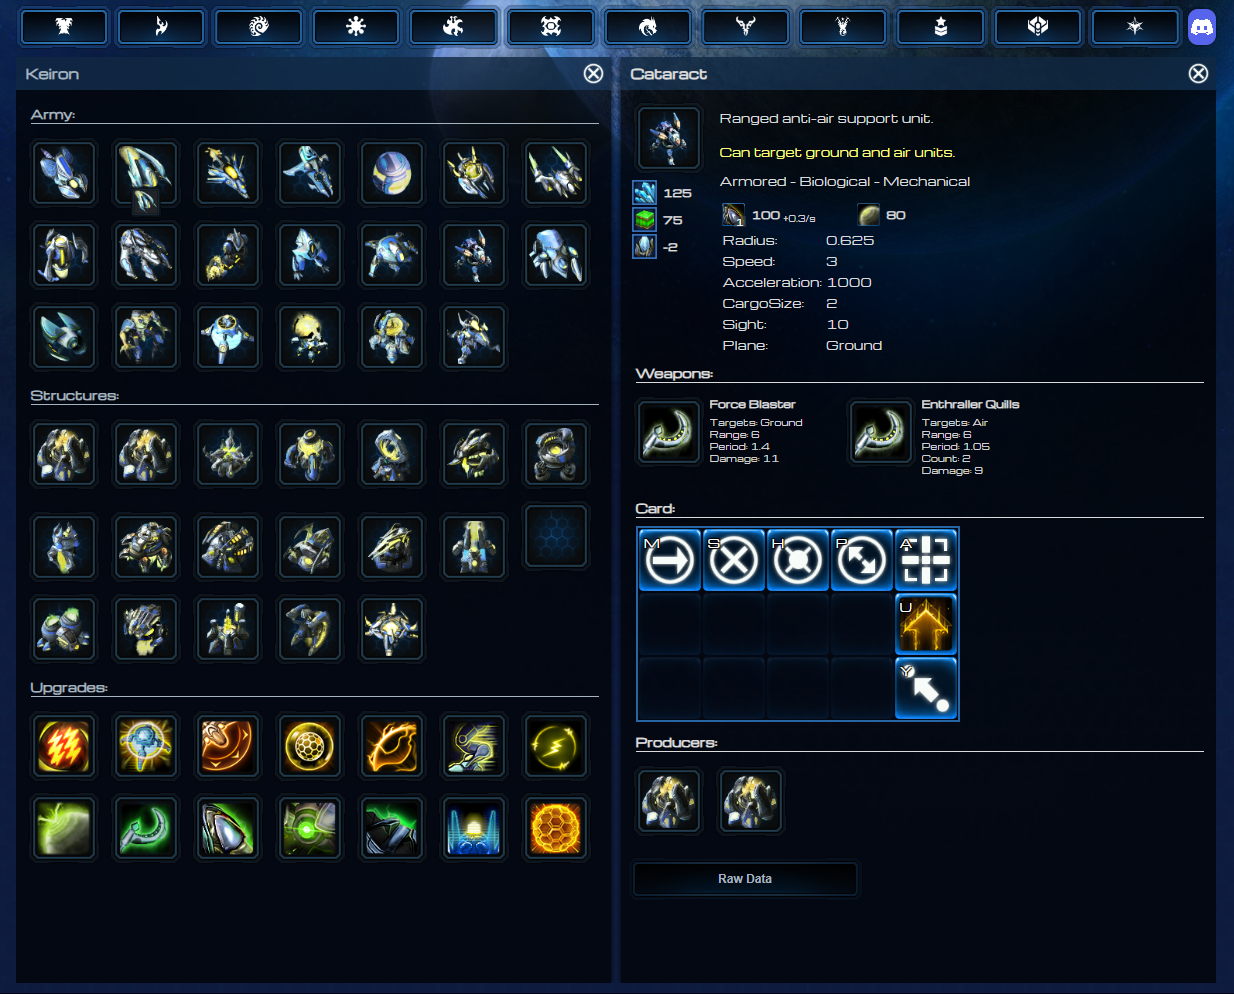 Keiron
Army:
Structures:
Upgrades:
Cataract
Ranged anti-air support unit.
Can target ground and air units.
Armored - Biological - Mechanical
125
75
-2
1
100 +0.3/s
80
Radius: 0.625
Speed: 3
Acceleration: 1000
CargoSize: 2
Sight: 10
Plane: Ground
Weapons:
Force Blaster
Targets: Ground
Range: 6
Period: 1.4
Damage: 11
Enthraller Quills
Targets: Air
Range: 6
Period: 1.05
Count: 2
Damage: 9
Card:
M S H P A
U
Y
Producers:
Raw Data